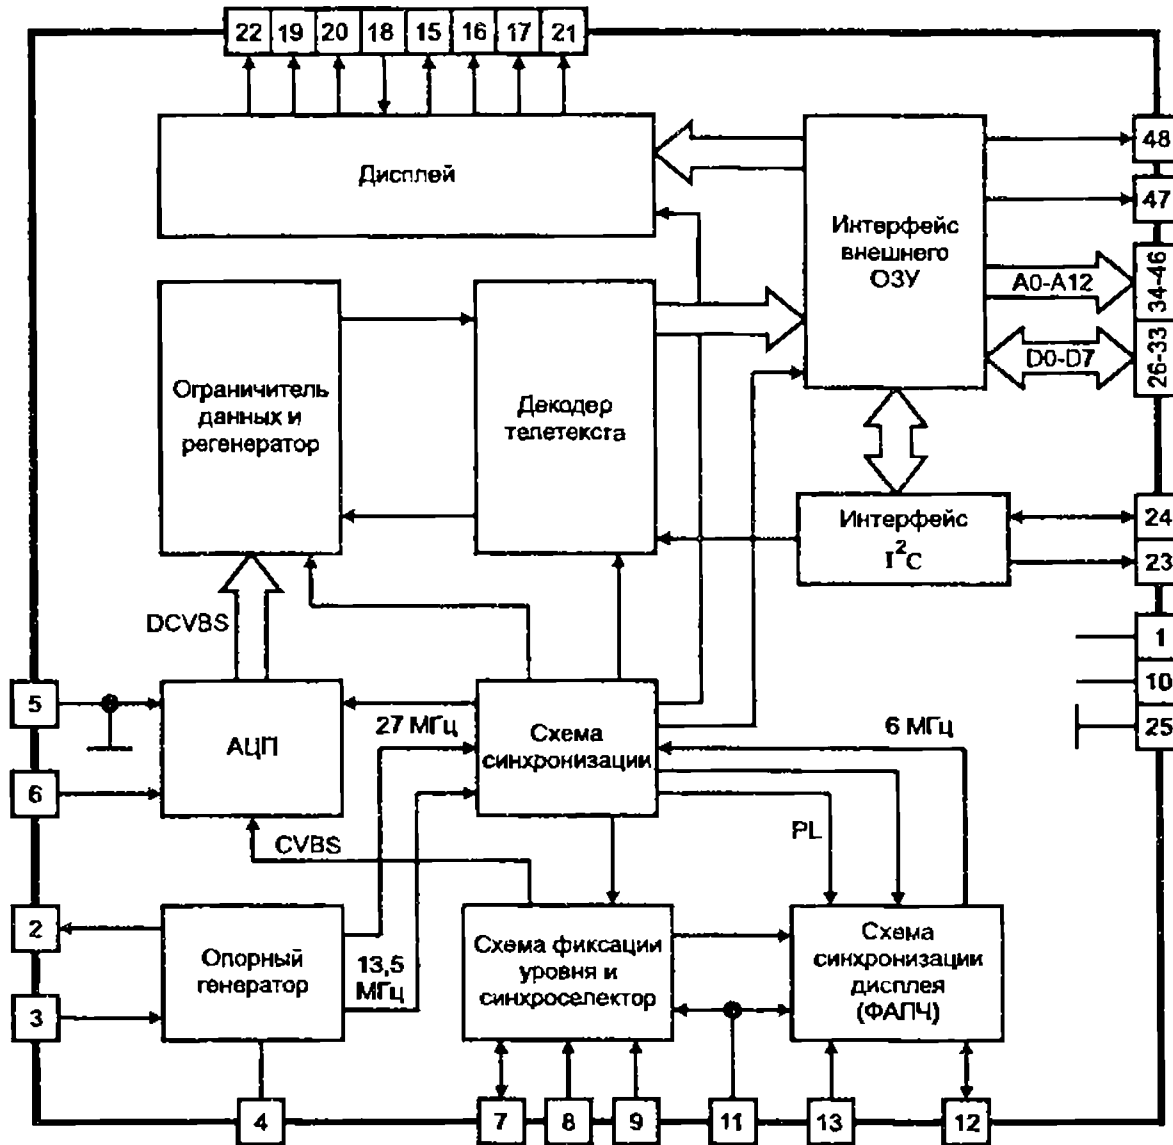 22 19 20 18 15 16 17 21
Дисплей
Интерфейс
внешнего
ОЗУ
48
47
A0-A12
34-46
D0-D7
26-33
Ограничитель
данных и
регенератор
Декодер
телетекста
Интерфейс
I²C
24
23
1
10
25
DCVBS
5
6
АЦП
27 МГц
Схема
синхронизации
6 МГц
PL
CVBS
2
3
Опорный
генератор
13,5
МГц
Схема фиксации
уровня и
синхроселектор
Схема
синхронизации
дисплея
(ФАПЧ)
4 7 8 9 11 13 12